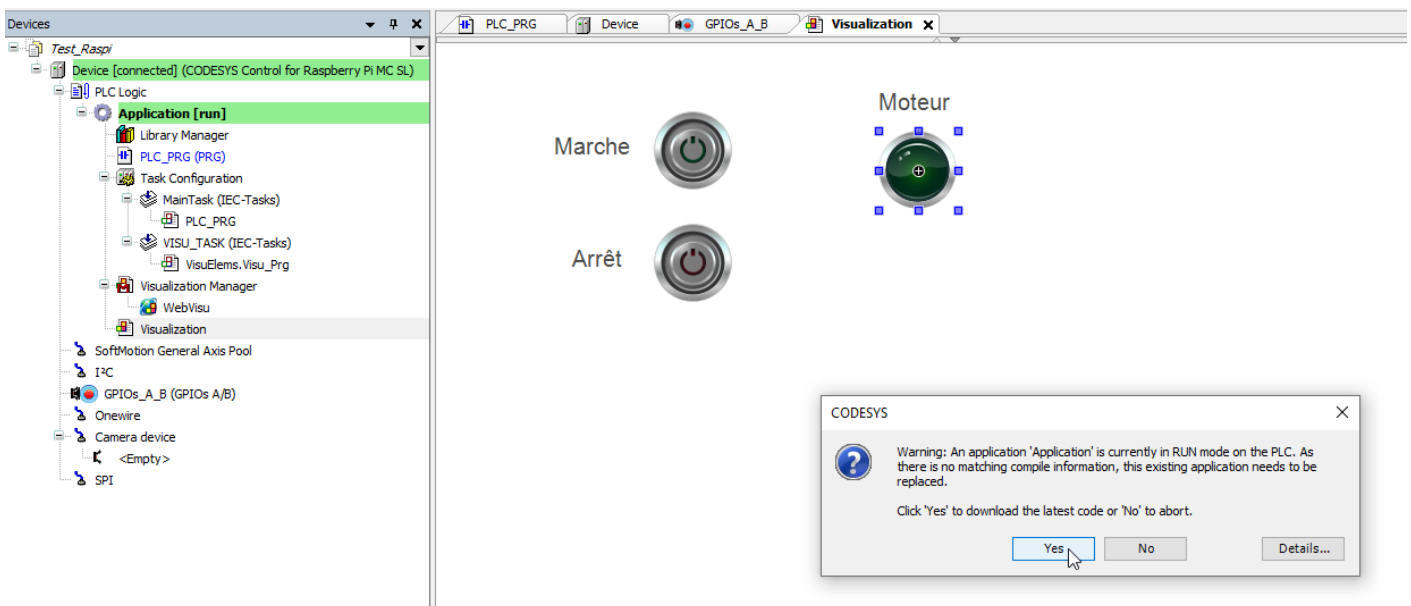 Devices
Test_Raspi
Device [connected] (CODESYS Control for Raspberry Pi MC SL)
PLC Logic
Application [run]
Library Manager
PLC_PRG (PRG)
Task Configuration
MainTask (IEC-Tasks)
PLC_PRG
VISU_TASK (IEC-Tasks)
VisuElems.Visu_Prg
Visualization Manager
WebVisu
Visualization
SoftMotion General Axis Pool
I²C
GPIOs_A_B (GPIOs A/B)
Onewire
Camera device
<Empty>
SPI
PLC_PRG Device GPIOs_A_B Visualization
Moteur
Marche
Arrêt
CODESYS
Warning: An application 'Application' is currently in RUN mode on the PLC. As
there is no matching compile information, this existing application needs to be
replaced.
Click 'Yes' to download the latest code or 'No' to abort.
Yes No Details...